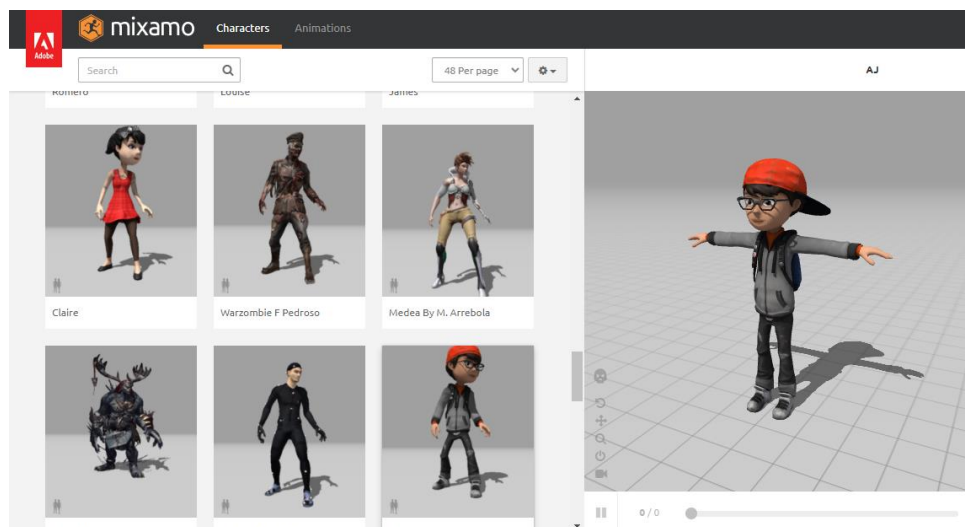 Adobe
mixamo
Characters
Animations
Search
48 Per page
AJ
Romero
Louise
James
Claire
Warzombie F Pedroso
Medea By M. Arrebola
0 / 0